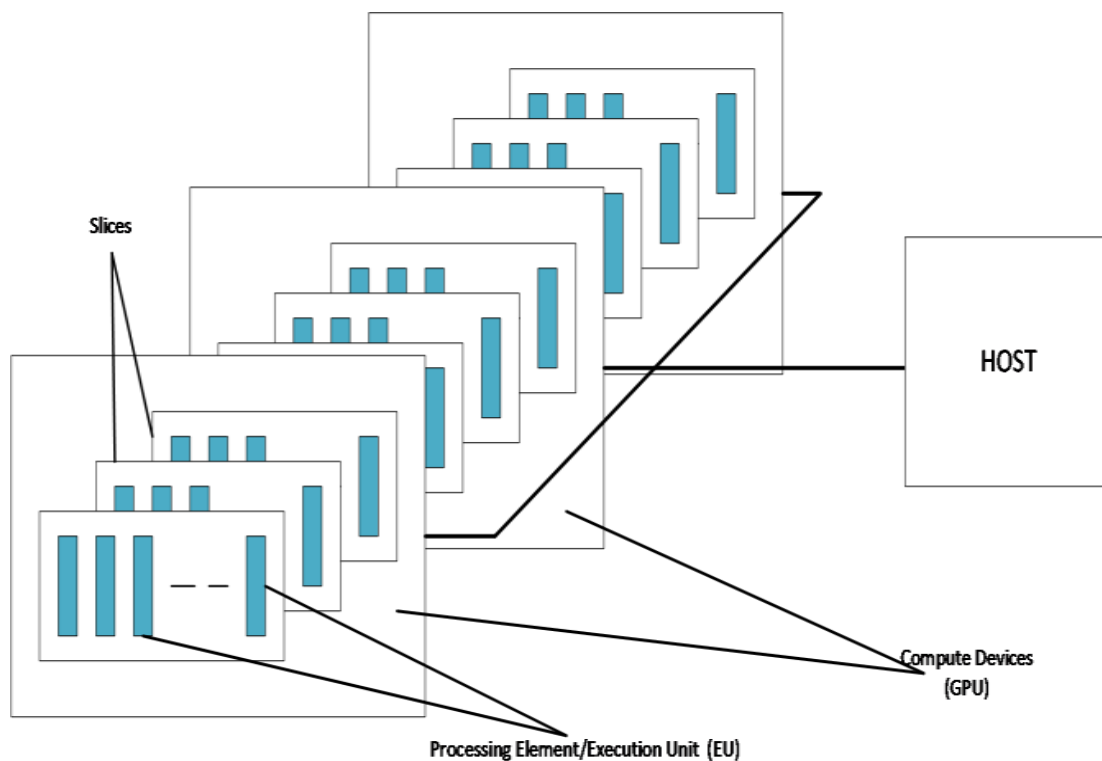 Slices
HOST
Compute Devices
(GPU)
Processing Element/Execution Unit (EU)